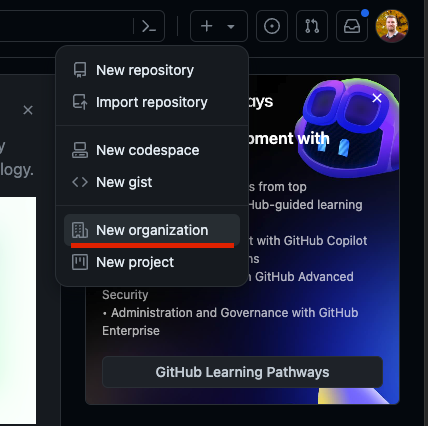 New repository
Import repository
New codespace
New gist
New organization
New project
ays
pment with
s from top
Hub-guided learning
t with GitHub Copilot
ns
n GitHub Advanced
Security
• Administration and Governance with GitHub
Enterprise
GitHub Learning Pathways
y
logy.